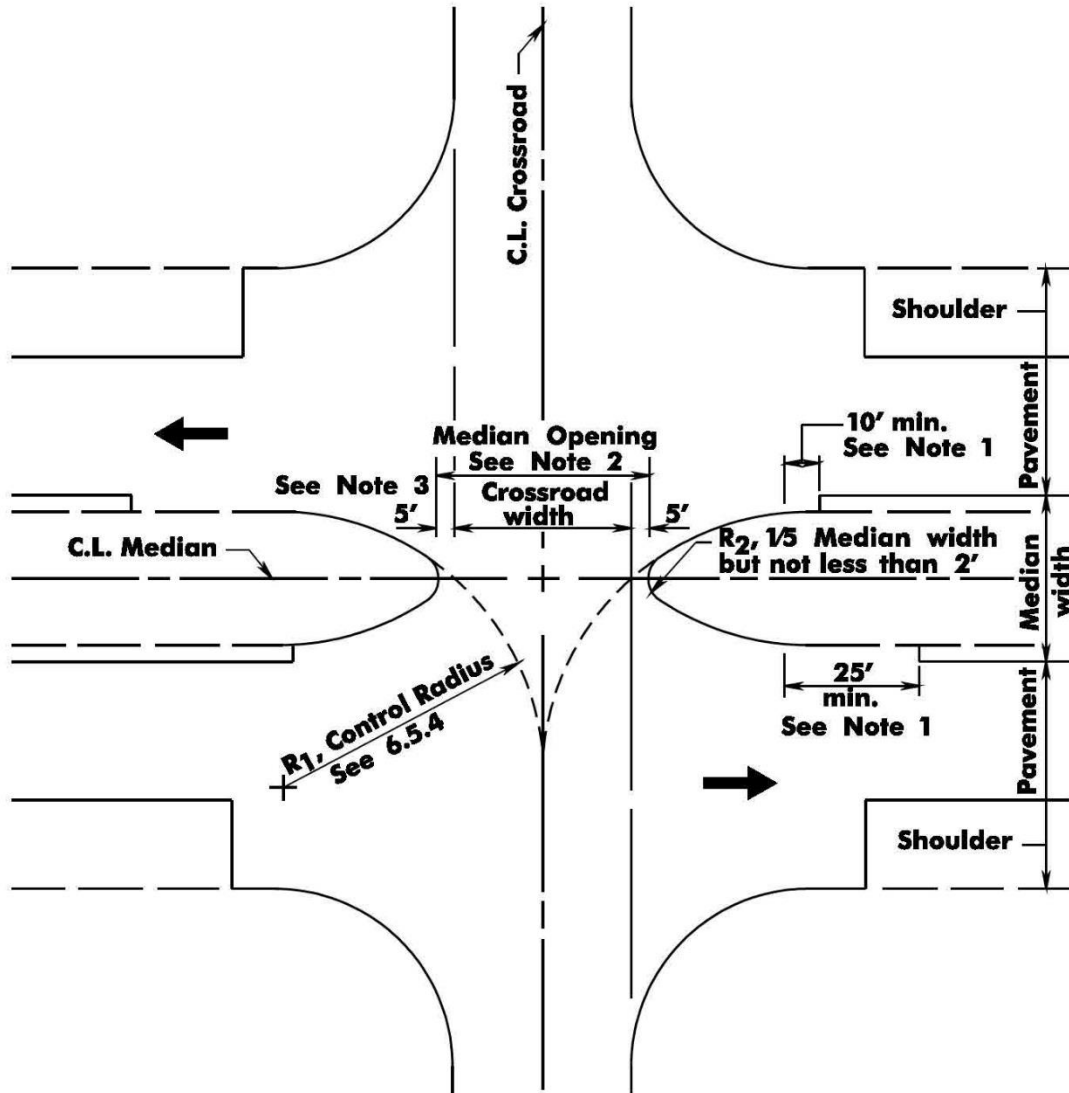 C.L. Crossroad
Shoulder
Pavement
10' min.
See Note 1
Median Opening
See Note 2
See Note 3
5'
Crossroad
width
5'
R2, 1/5 Median width
but not less than 2'
C.L. Median
Median
width
25'
min.
See Note 1
R1, Control Radius
See 6.5.4
Pavement
Shoulder